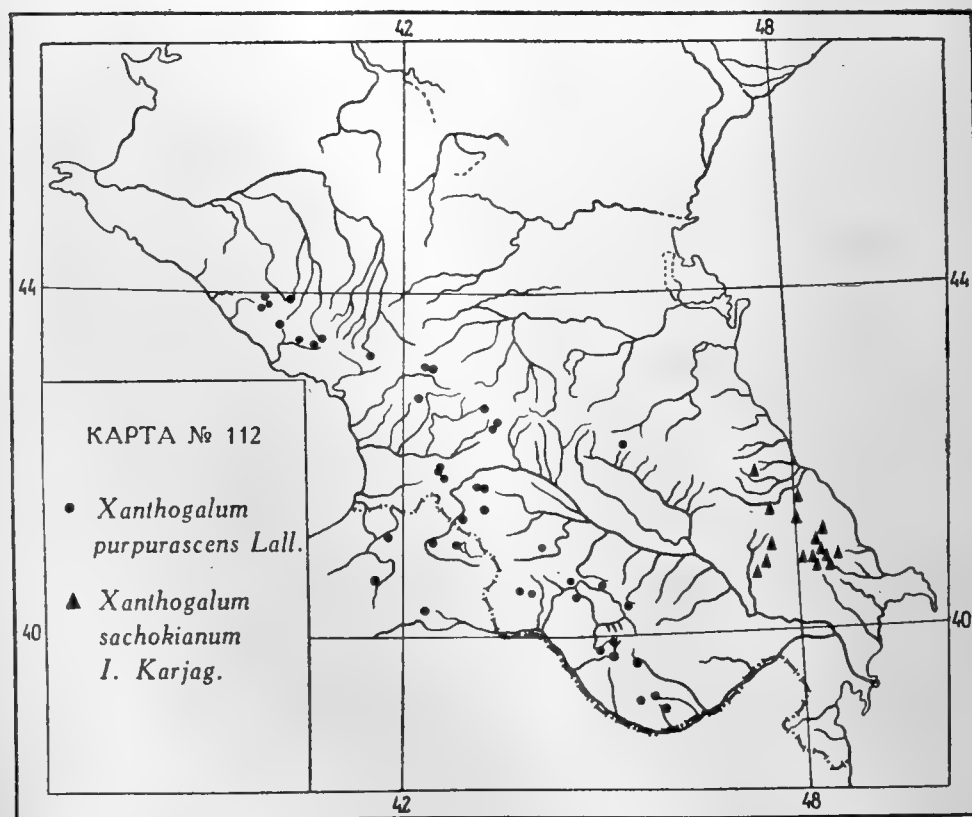 42 48
44 44
КАРТА № 112
Xanthogalum
purpurascens Lall.
Xanthogalum
sachokianum
I. Karjag.
40 40
42 48